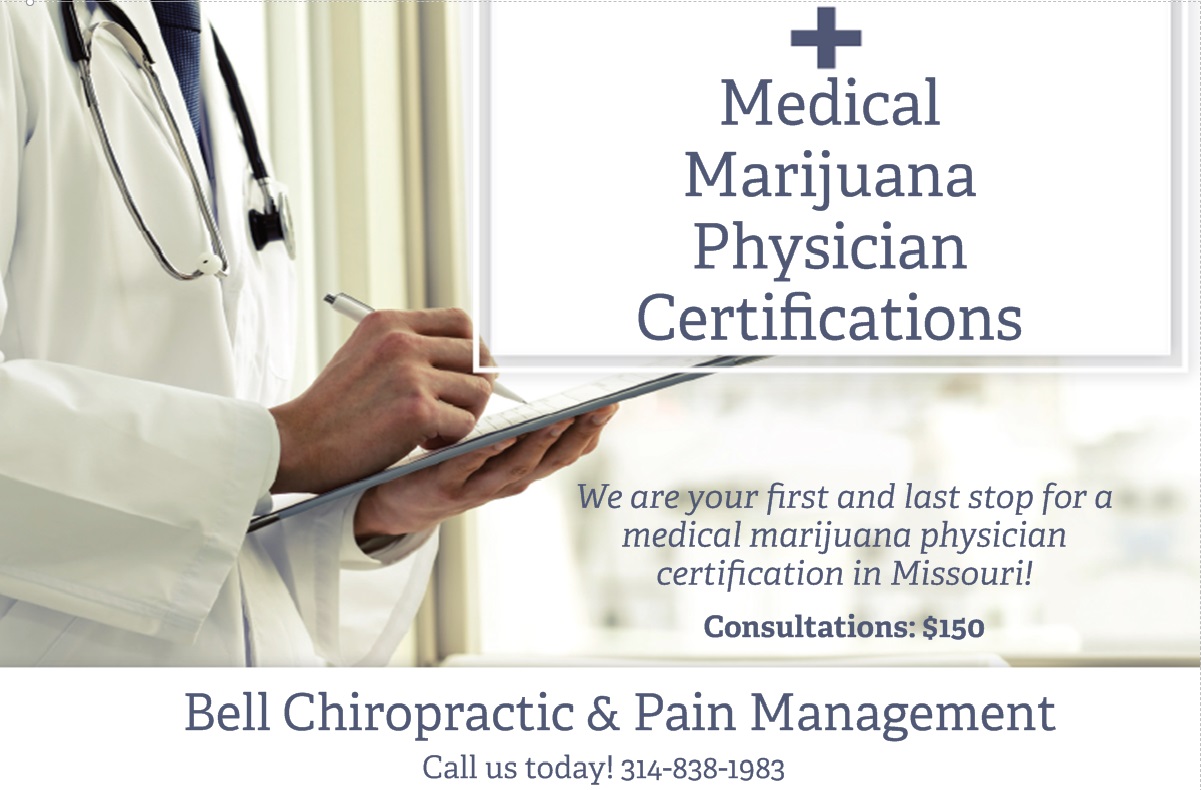 Medical
Marijuana
Physician
Certifications
We are your first and last stop for a
medical marijuana physician
certification in Missouri!
Consultations: $150
Bell Chiropractic & Pain Management
Call us today! 314-838-1983